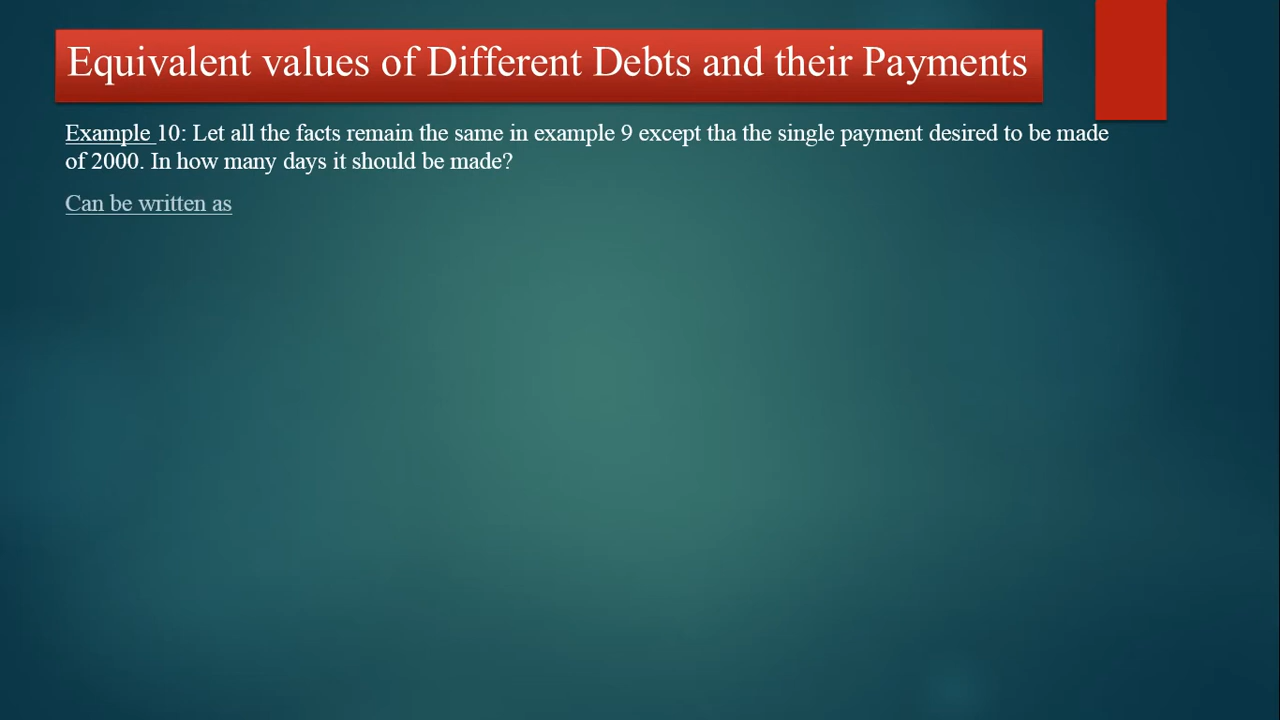 Equivalent values of Different Debts and their Payments
Example 10: Let all the facts remain the same in example 9 except tha the single payment desired to be made
of 2000. In how many days it should be made?
Can be written as